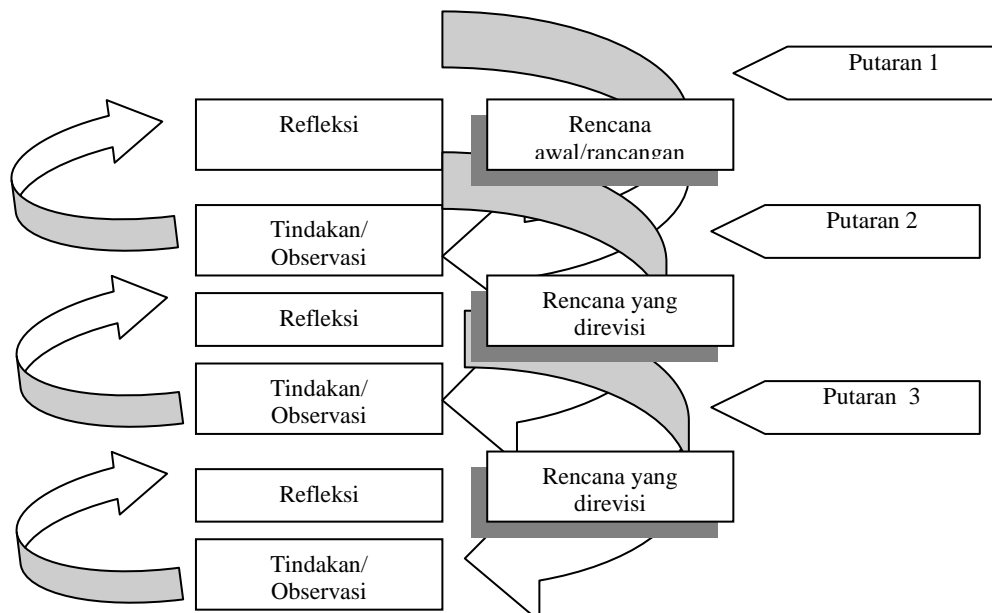 Putaran 1
Refleksi
Rencana
awal/rancangan
Tindakan/
Observasi
Putaran 2
Refleksi
Rencana yang
direvisi
Tindakan/
Observasi
Putaran 3
Refleksi
Rencana yang
direvisi
Tindakan/
Observasi